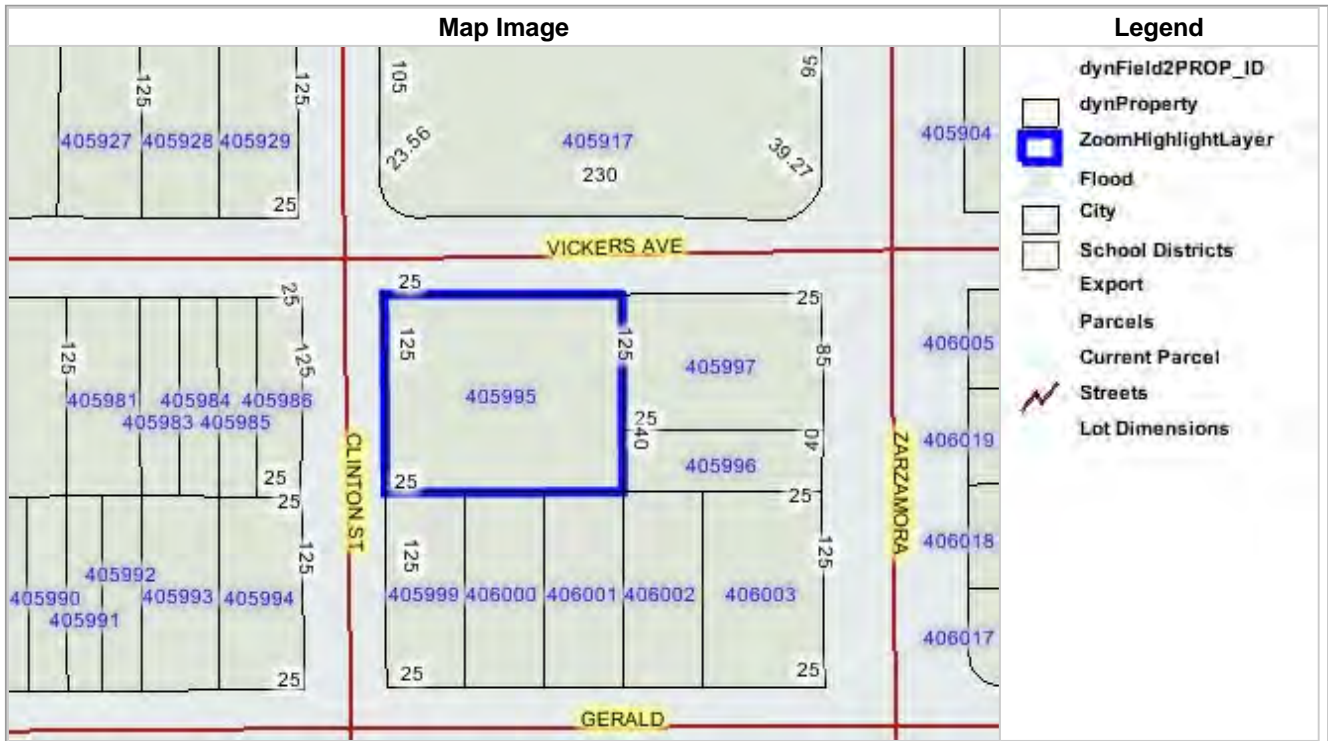 Map Image
Legend
125
125
105
95
405927 405928 405929
23.56
405917
39.27
405904
230
25
VICKERS AVE
25
25
25
125
125
125
125
85
405997
406005
405981
405984
405986
405983
405985
405995
25
40
40
CLINTON ST
ZARZAMORA
406019
405996
25
25
25
25
125
125
125
406018
405992
405990
405991
405993
405994
405999
406000
406001
406002
406003
406017
25
25
25
GERALD
dynField2PROP_ID
dynProperty
ZoomHighlightLayer
Flood
City
School Districts
Export
Parcels
Current Parcel
Streets
Lot Dimensions